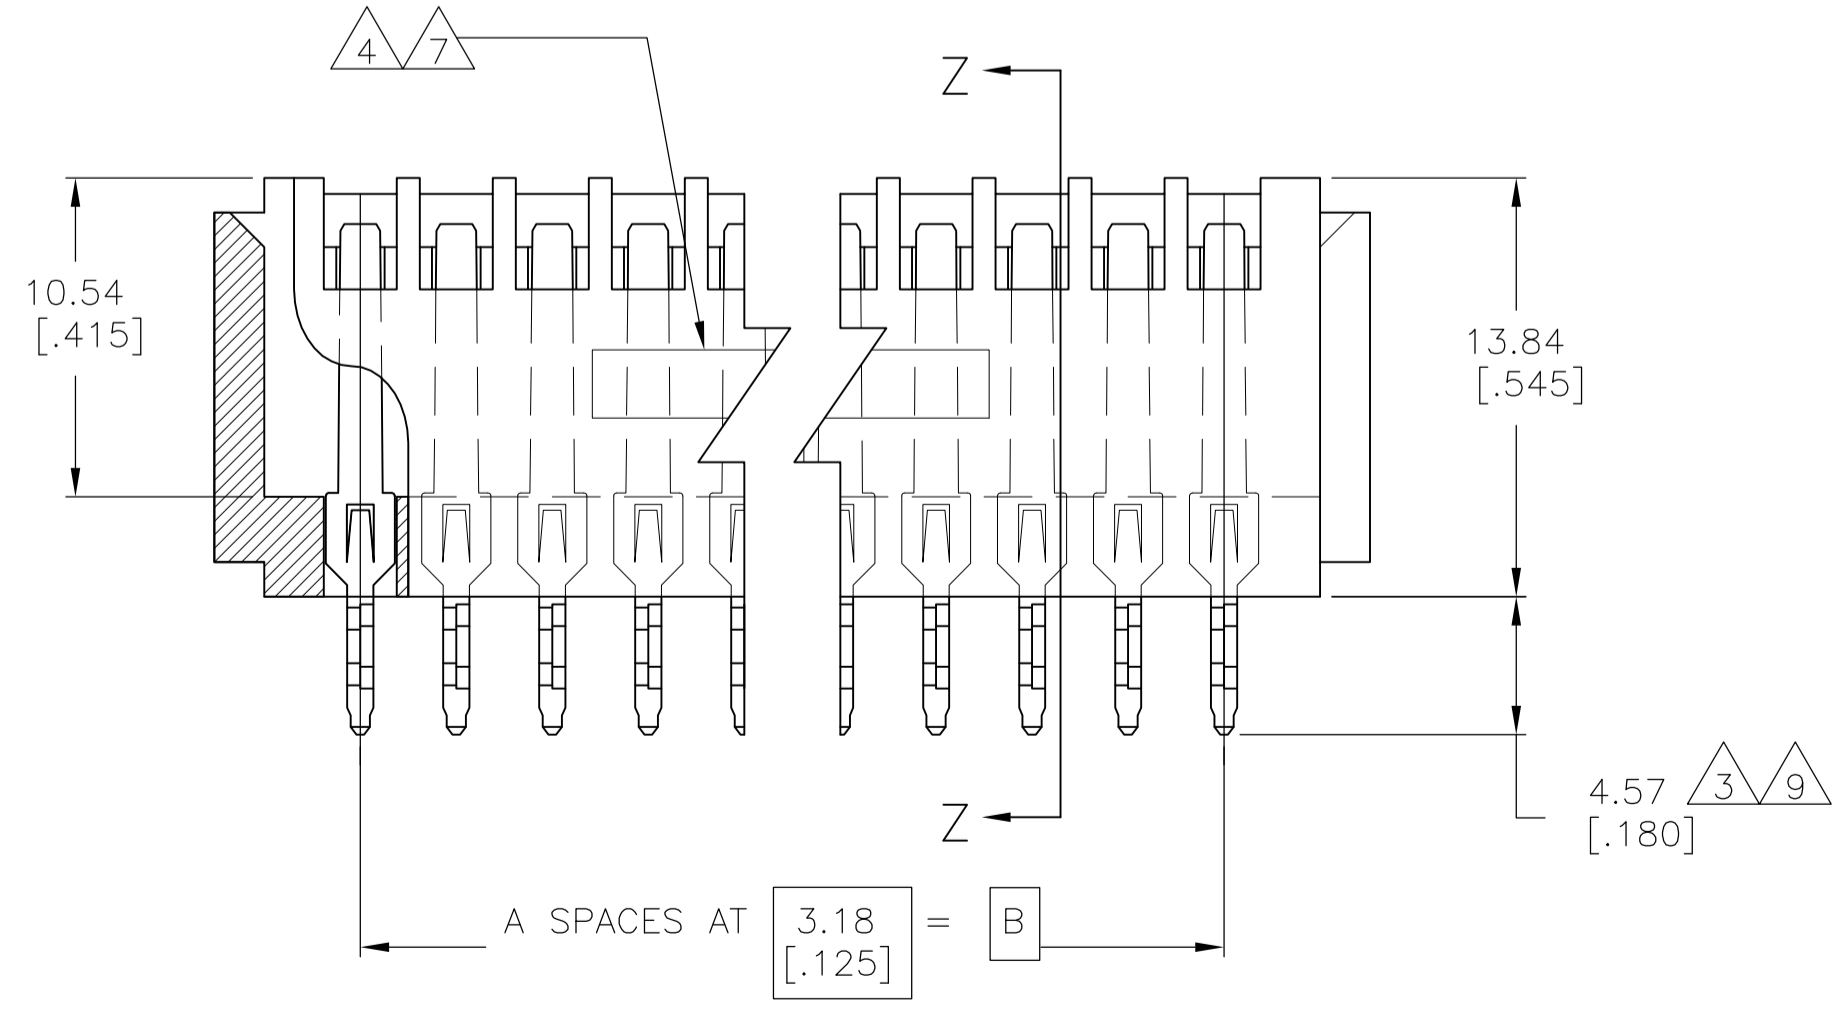 4 7
Z
10.54
[.415]
13.84
[.545]
4.57 3 9
[.180]
Z
A SPACES AT 3.18 = B
[.125]